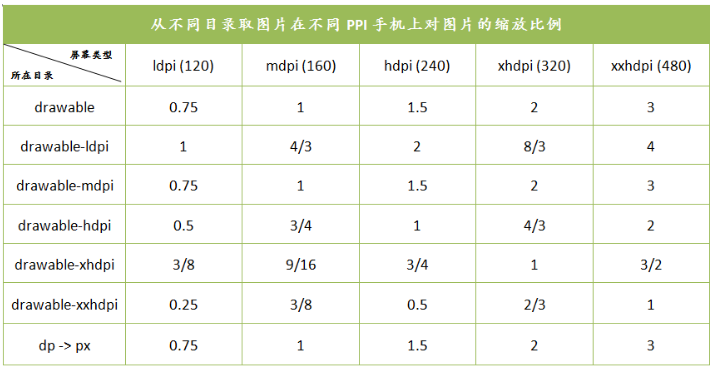 从不同目录取图片在不同 PPI 手机上对图片的缩放比例
屏幕类型
所在目录
ldpi (120) mdpi (160) hdpi (240) xhdpi (320) xxhdpi (480)
drawable 0.75 1 1.5 2 3
drawable-ldpi 1 4/3 2 8/3 4
drawable-mdpi 0.75 1 1.5 2 3
drawable-hdpi 0.5 3/4 1 4/3 2
drawable-xhdpi 3/8 9/16 3/4 1 3/2
drawable-xxhdpi 0.25 3/8 0.5 2/3 1
dp -> px 0.75 1 1.5 2 3